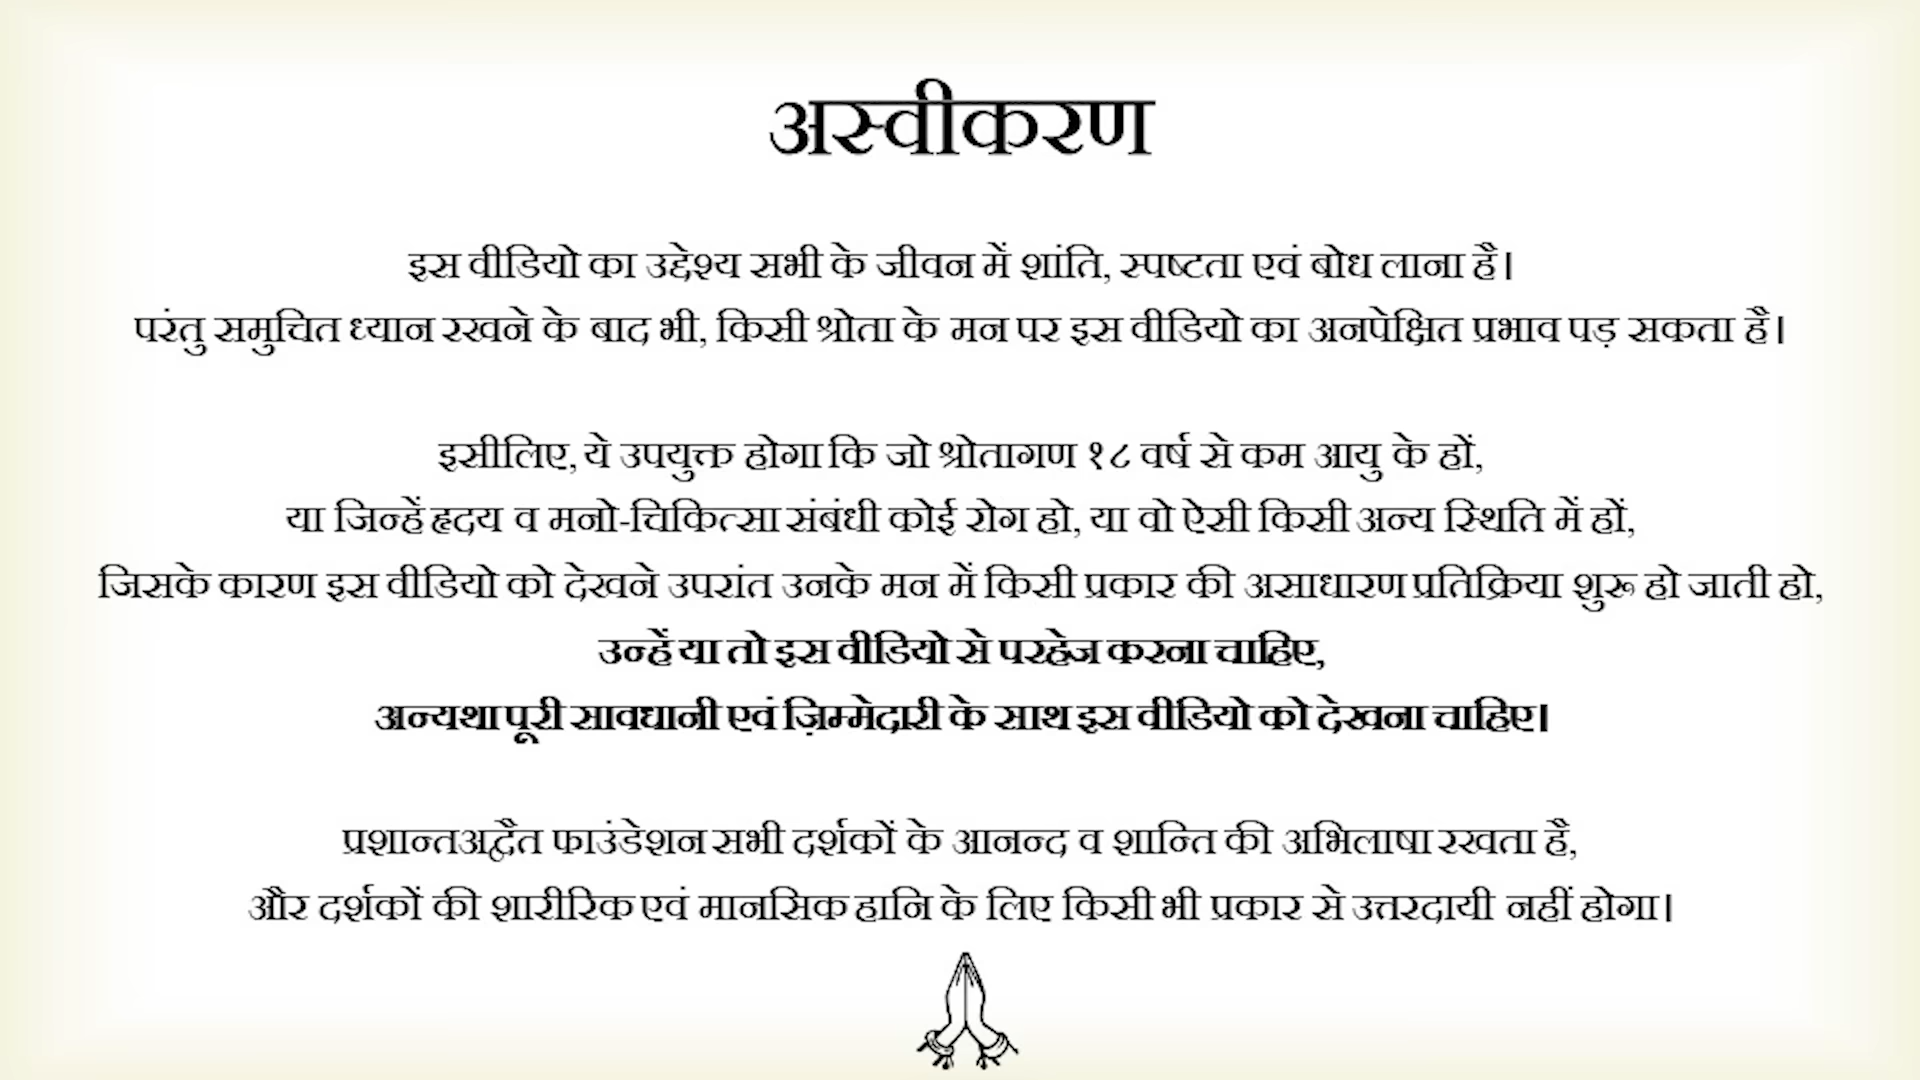 अस्वीकरण
इस वीडियो का उद्देश्य सभी के जीवन में शांति, स्पष्टता एवं बोध लाना है।
परंतु समुचित ध्यान रखने के बाद भी, किसी श्रोता के मन पर इस वीडियो का अनपेक्षित प्रभाव पड़ सकता है।
इसीलिए, ये उपयुक्त होगा कि जो श्रोतागण १८ वर्ष से कम आयु के हों,
या जिन्हें हृदय व मनो-चिकित्सा संबंधी कोई रोग हो, या वो ऐसी किसी अन्य स्थिति में हों,
जिसके कारण इस वीडियो को देखने उपरांत उनके मन में किसी प्रकार की असाधारण प्रतिक्रिया शुरू हो जाती हो,
उन्हें या तो इस वीडियो से परहेज करना चाहिए,
अन्यथा पूरी सावधानी एवं ज़िम्मेदारी के साथ इस वीडियो को देखना चाहिए।
प्रशान्तअद्वैत फाउंडेशन सभी दर्शकों के आनन्द व शान्ति की अभिलाषा रखता है,
और दर्शकों की शारीरिक एवं मानसिक हानि के लिए किसी भी प्रकार से उत्तरदायी नहीं होगा।